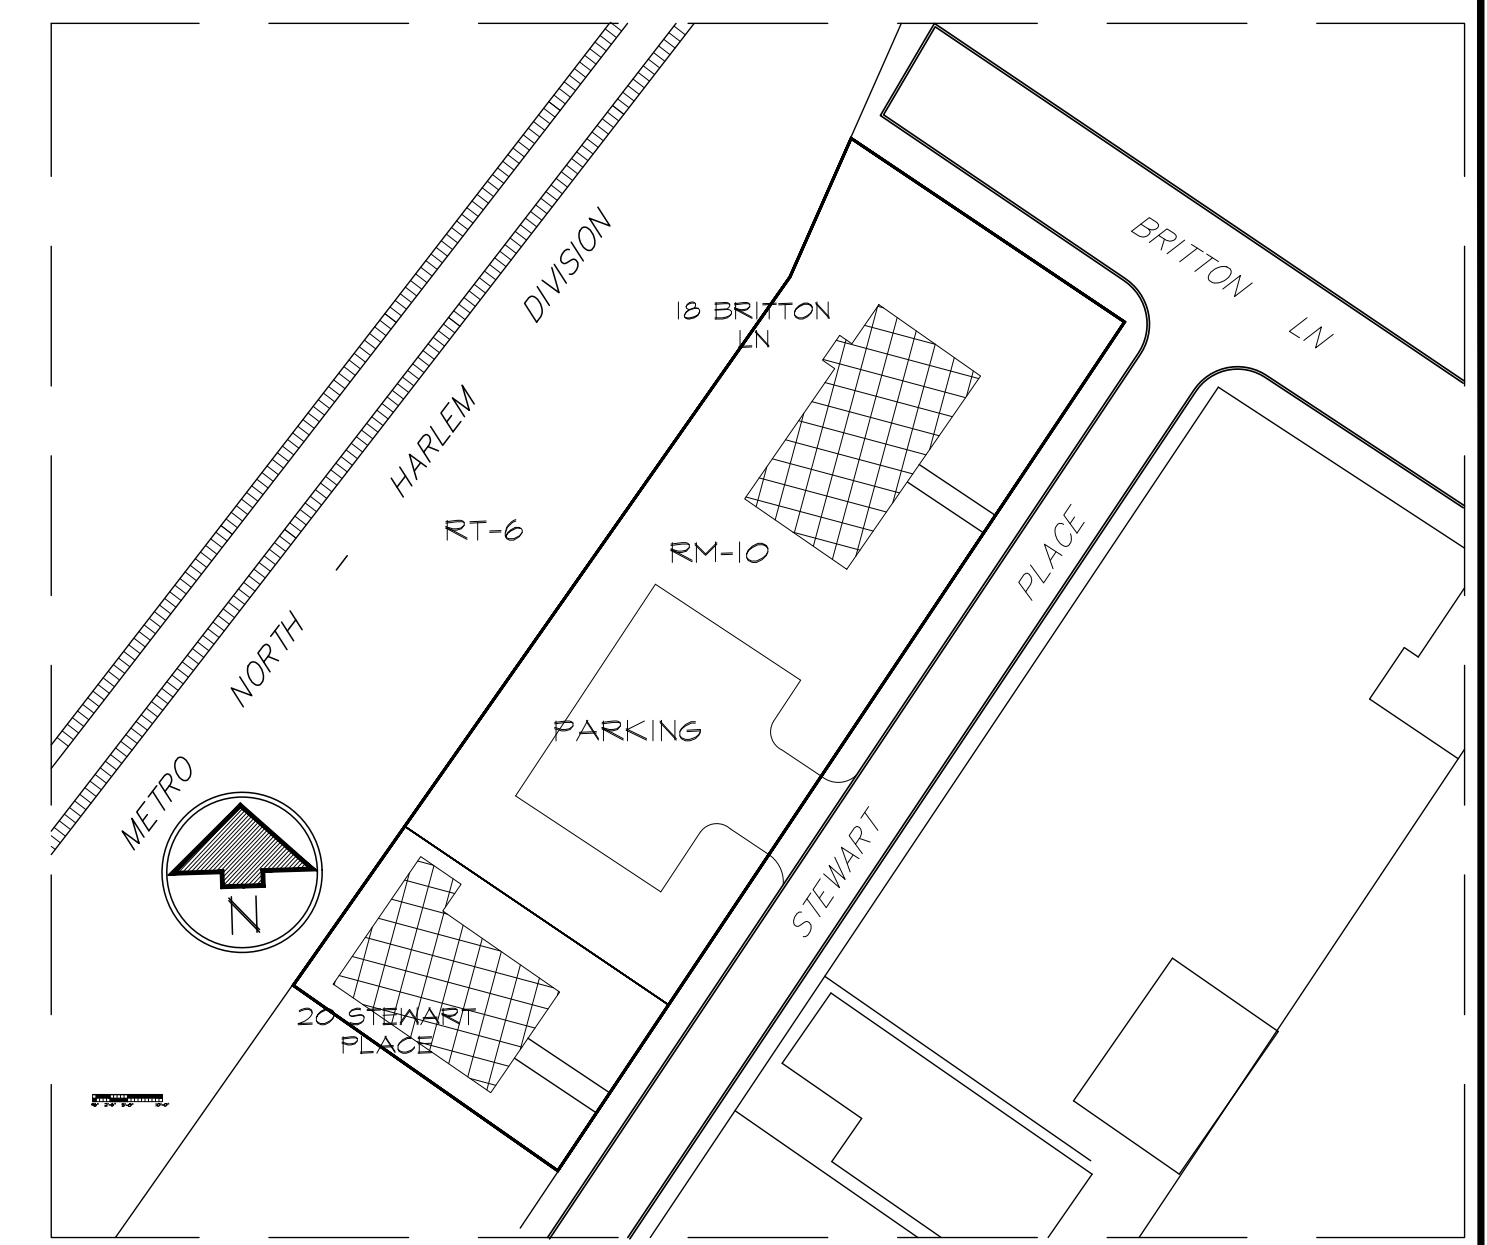 BRITTON LN
METRO NORTH - HARLEM DIVISION
18 BRITTON
LN
RT-6
RM-10
STEWART PLACE
PARKING
N
20 STEWART
PLACE